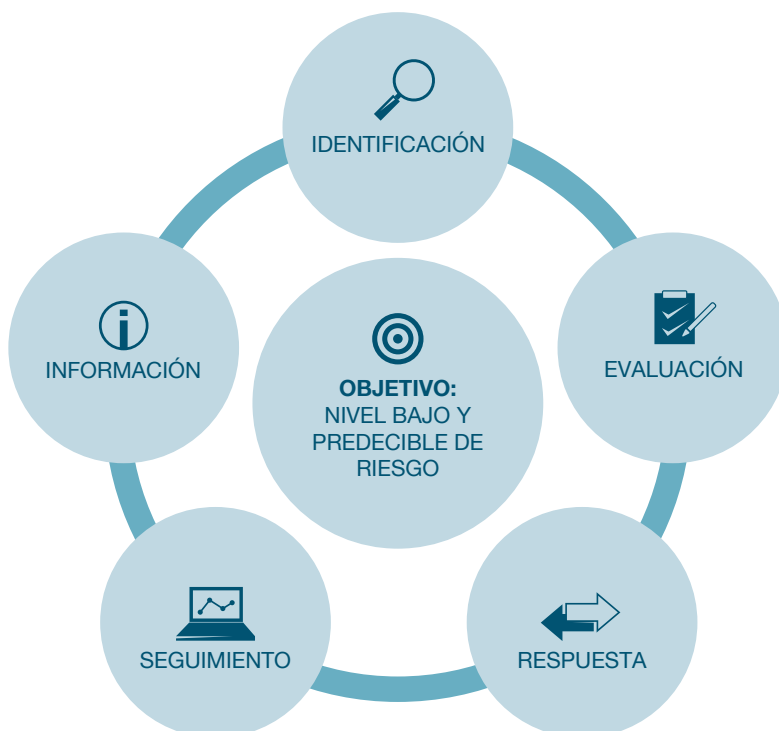 IDENTIFICACIÓN
EVALUACIÓN
RESPUESTA
SEGUIMIENTO
INFORMACIÓN
OBJETIVO:
NIVEL BAJO Y
PREDECIBLE DE
RIESGO